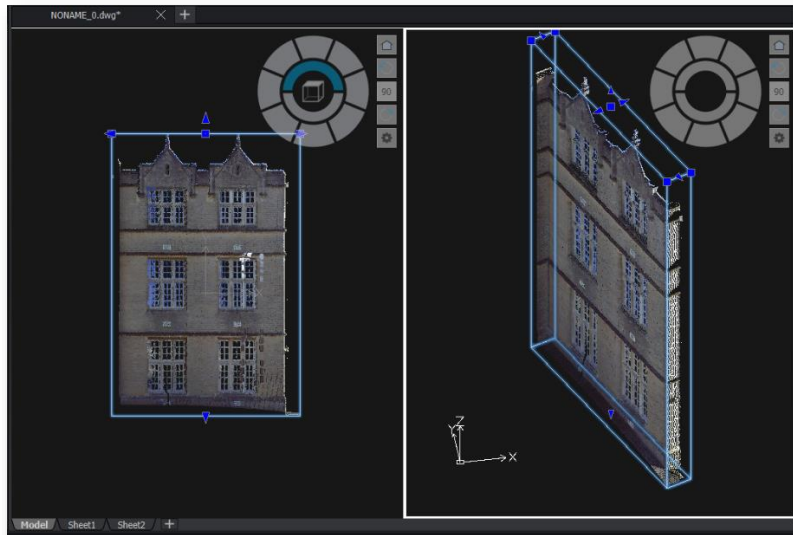 NONAME_0.dwg*
90
90
Z
Y
X
Model
Sheet1
Sheet2